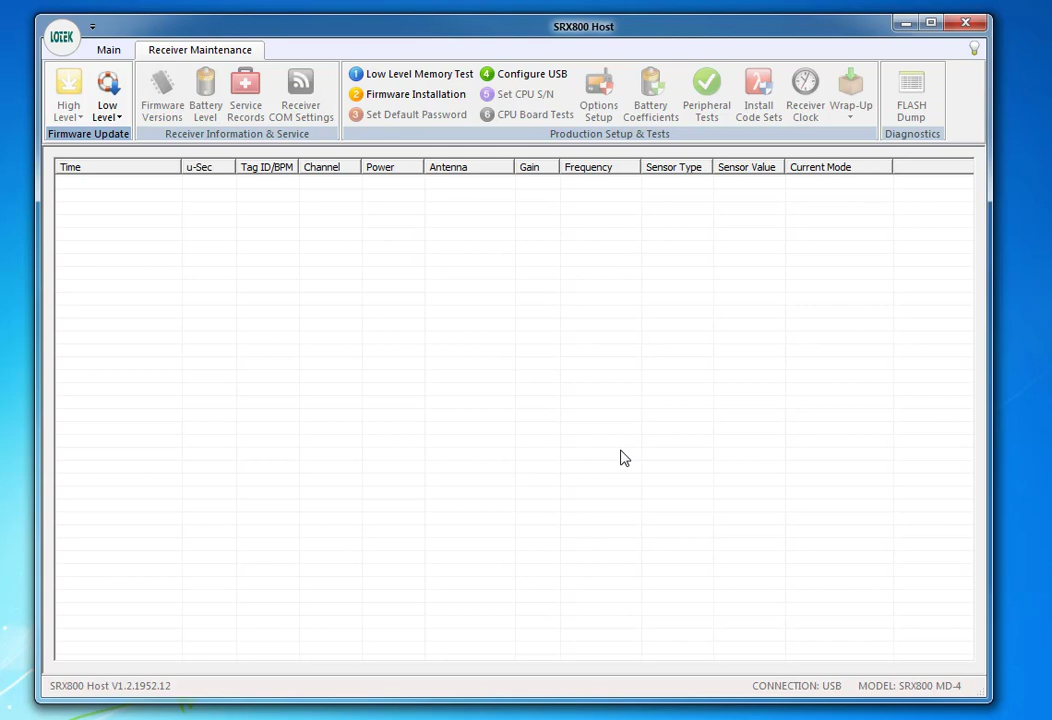 SRX800 Host
LOTEK
Main Receiver Maintenance
High Level
Low Level
Firmware Update
Firmware Versions
Battery Level
Service Records
Receiver COM Settings
Receiver Information & Service
1 Low Level Memory Test
2 Firmware Installation
3 Set Default Password
4 Configure USB
5 Set CPU S/N
6 CPU Board Tests
Options Setup
Battery Coefficients
Peripheral Tests
Install Code Sets
Receiver Clock
Wrap-Up
Production Setup & Tests
FLASH Dump
Diagnostics
Time u-Sec Tag ID/BPM Channel Power Antenna Gain Frequency Sensor Type Sensor Value Current Mode
SRX800 Host V1.2.1952.12 CONNECTION: USB MODEL: SRX800 MD-4